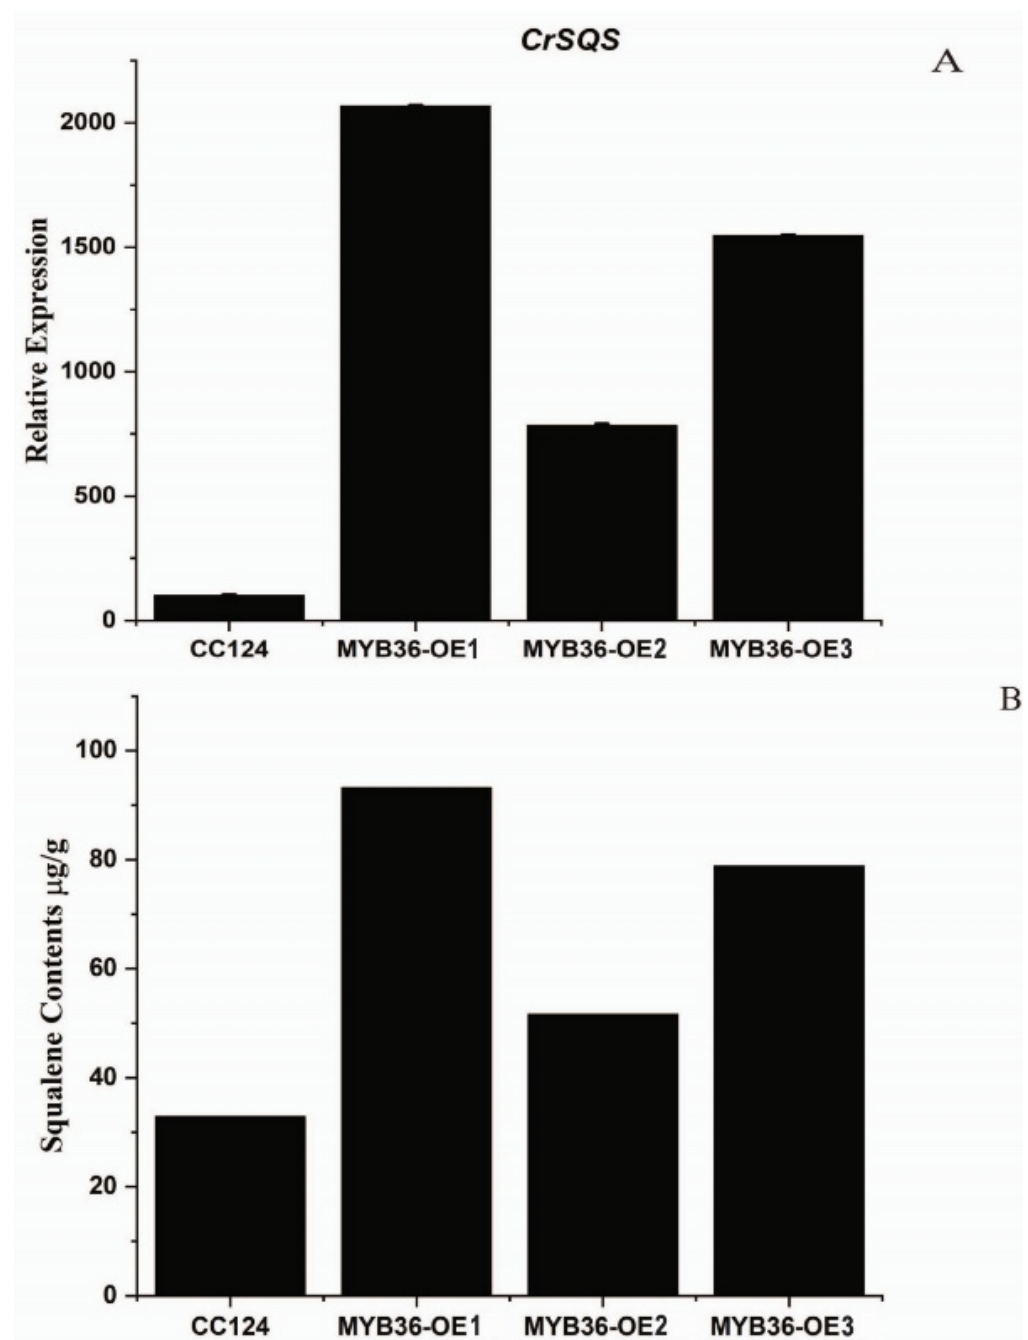 CrSQS
A
Relative Expression
2000
1500
1000
500
0
CC124 MYB36-OE1 MYB36-OE2 MYB36-OE3
B
Squalene Contents µg/g
100
80
60
40
20
0
CC124 MYB36-OE1 MYB36-OE2 MYB36-OE3